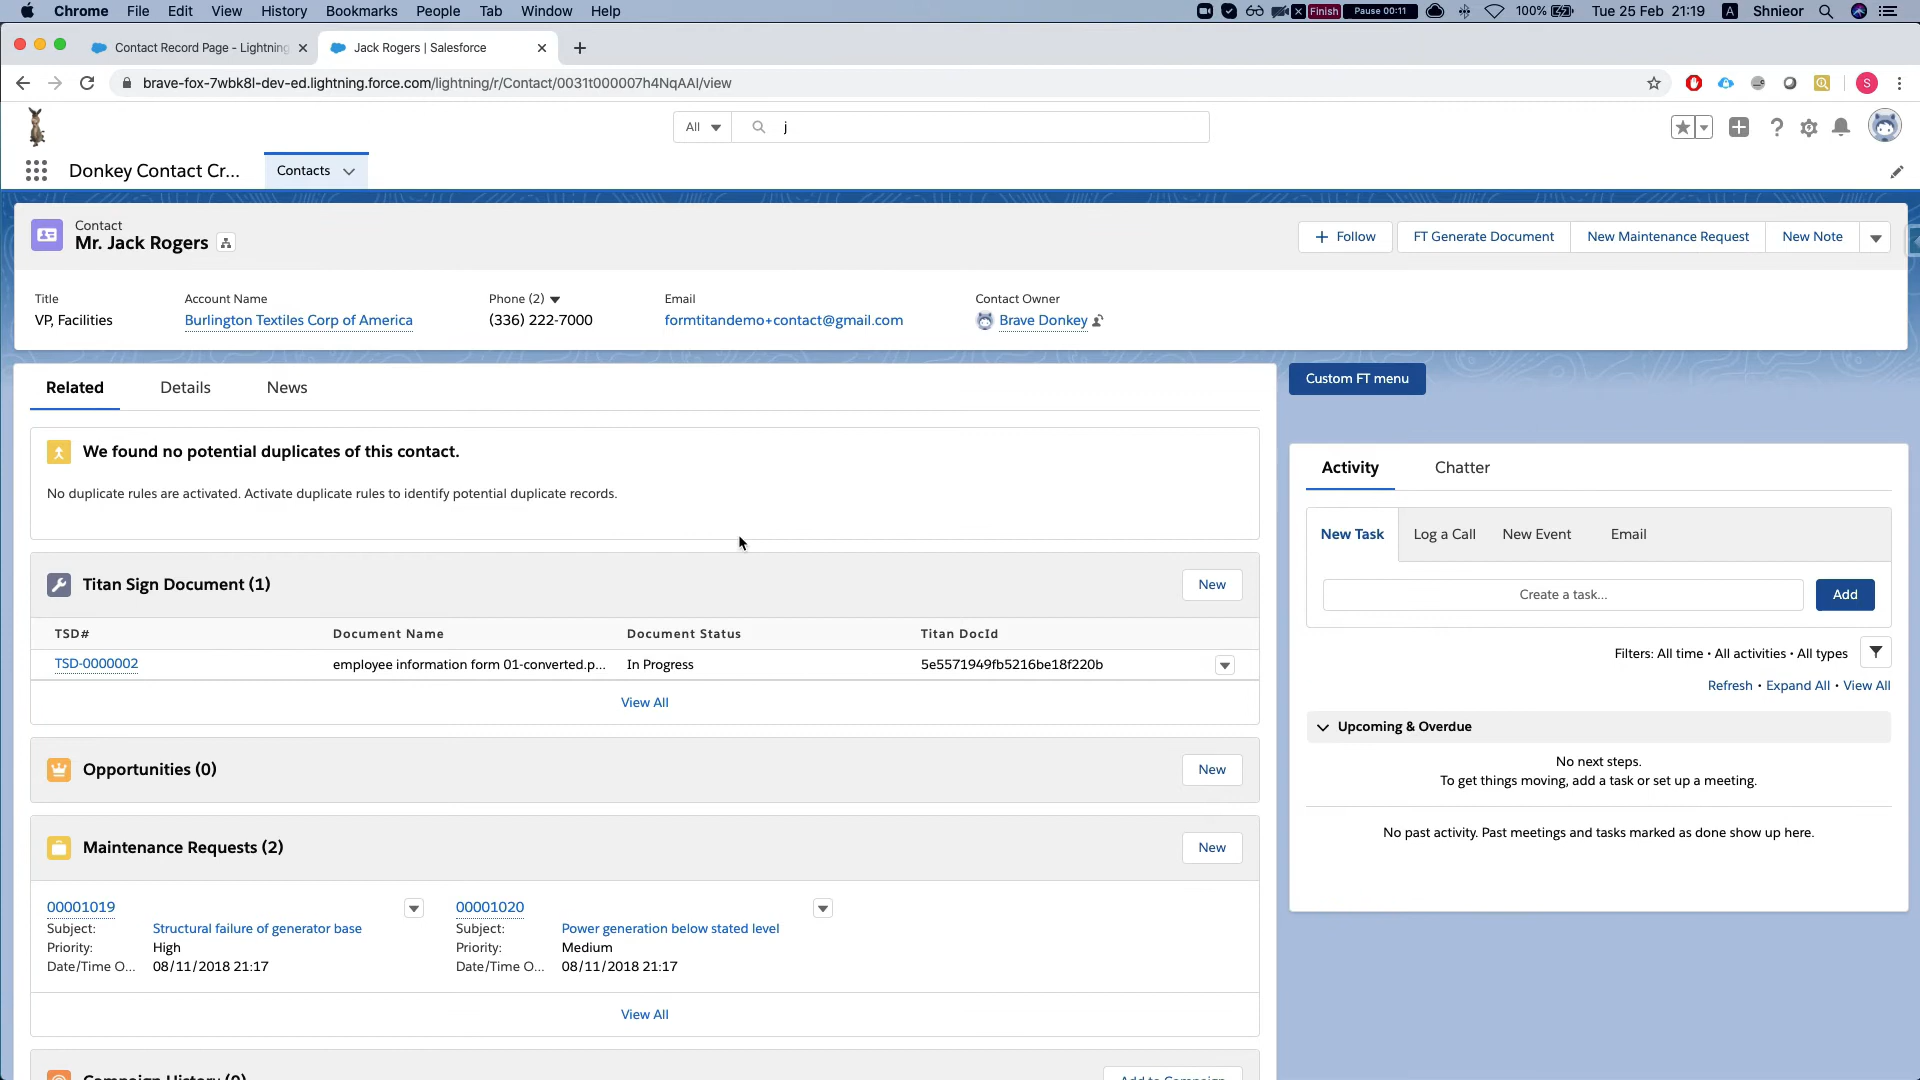 Chrome File Edit View History Bookmarks People Tab Window Help Finish Pause 00:11 100% Tue 25 Feb 21:19 A Shnieor
Contact Record Page - Lightning Jack Rogers | Salesforce
brave-fox-7wbk8l-dev-ed.lightning.force.com/lightning/r/Contact/0031t000007h4NqAAI/view S
All j
Donkey Contact Cr... Contacts
Contact
Mr. Jack Rogers
Follow FT Generate Document New Maintenance Request New Note
Title Account Name Phone (2) Email Contact Owner
VP, Facilities Burlington Textiles Corp of America (336) 222-7000 formtitandemo+contact@gmail.com Brave Donkey
Related Details News
Custom FT menu
We found no potential duplicates of this contact.
No duplicate rules are activated. Activate duplicate rules to identify potential duplicate records.
Titan Sign Document (1) New
TSD# Document Name Document Status Titan DocId
TSD-0000002 employee information form 01-converted.p... In Progress 5e5571949fb5216be18f220b
View All
Opportunities (0) New
Maintenance Requests (2) New
00001019 00001020
Subject: Structural failure of generator base Subject: Power generation below stated level
Priority: High Priority: Medium
Date/Time O... 08/11/2018 21:17 Date/Time O... 08/11/2018 21:17
View All
Campaign History (0) Add to Campaign
Activity Chatter
New Task Log a Call New Event Email
Create a task... Add
Filters: All time • All activities • All types
Refresh • Expand All • View All
Upcoming & Overdue
No next steps.
To get things moving, add a task or set up a meeting.
No past activity. Past meetings and tasks marked as done show up here.